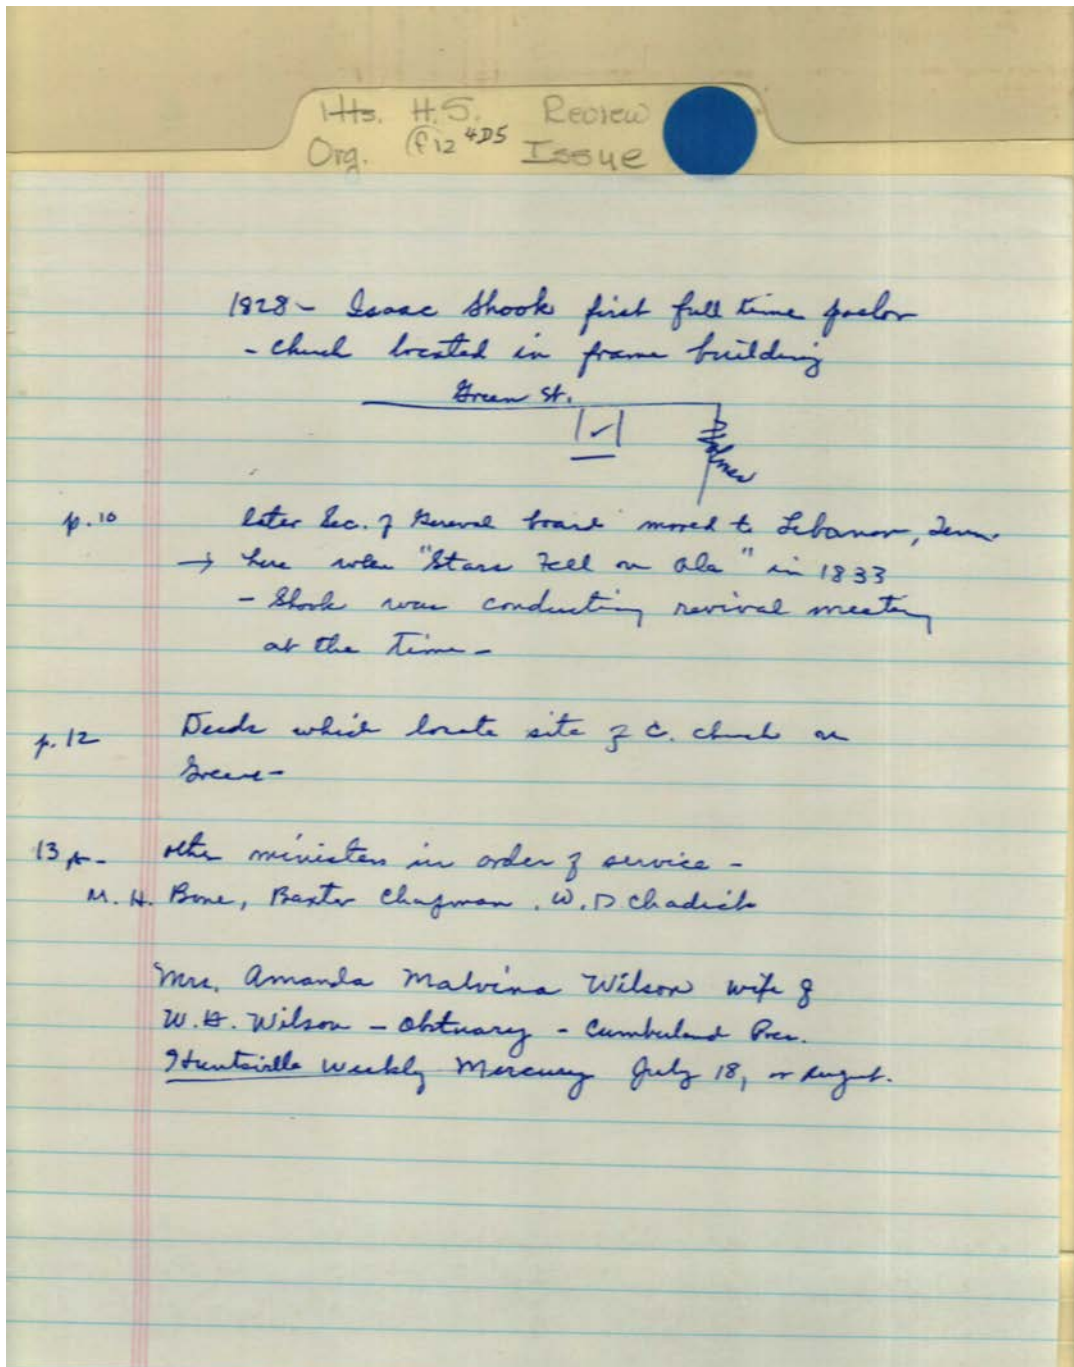 Hts. H.S. Review
Org. (f12 4D5 Issue
1828 - Isaac Shook first full time pastor
- church located in frame building
Green St.
Holmes
p. 10 later Sec. of General board moved to Lebanon, Tenn.
→ here when "Stars Fell on Ala" in 1833
- Shook was conducting revival meeting
at the time -
p. 12 Deeds which locate site of C. church on
Greene -
13 p - other ministers in order of service -
M. H. Bone, Baxter Chapman, W. D Chadick
Mrs. Amanda Malvina Wilson wife of
W. H. Wilson - Obituary - Cumberland Pres.
Huntsville Weekly Mercury July 18, or August.